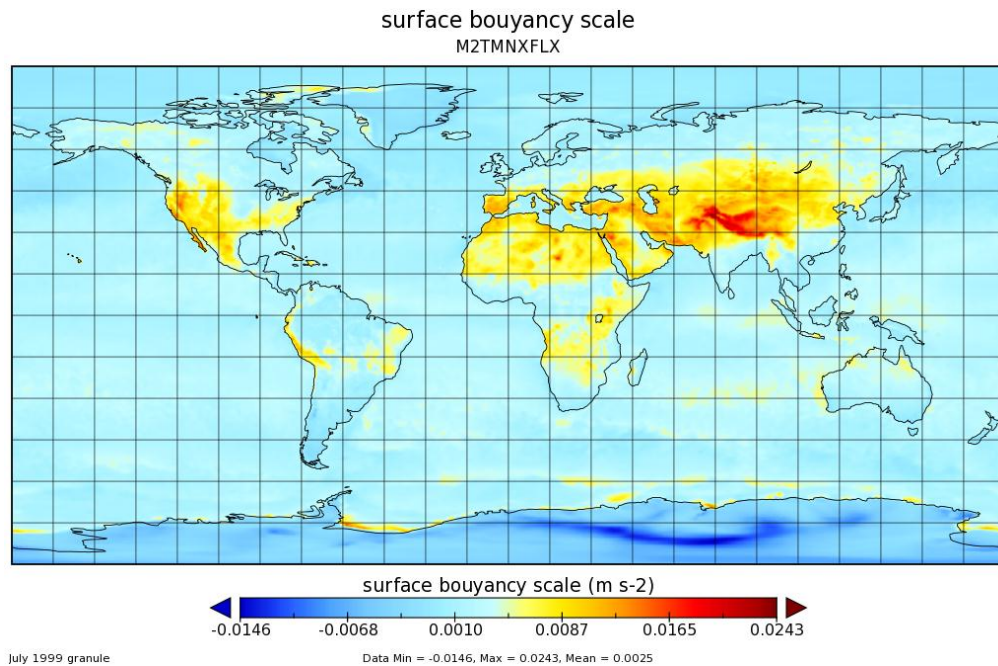 surface bouyancy scale
M2TMNXFLX
surface bouyancy scale (m s-2)
-0.0146 -0.0068 0.0010 0.0087 0.0165 0.0243
July 1999 granule Data Min = -0.0146, Max = 0.0243, Mean = 0.0025